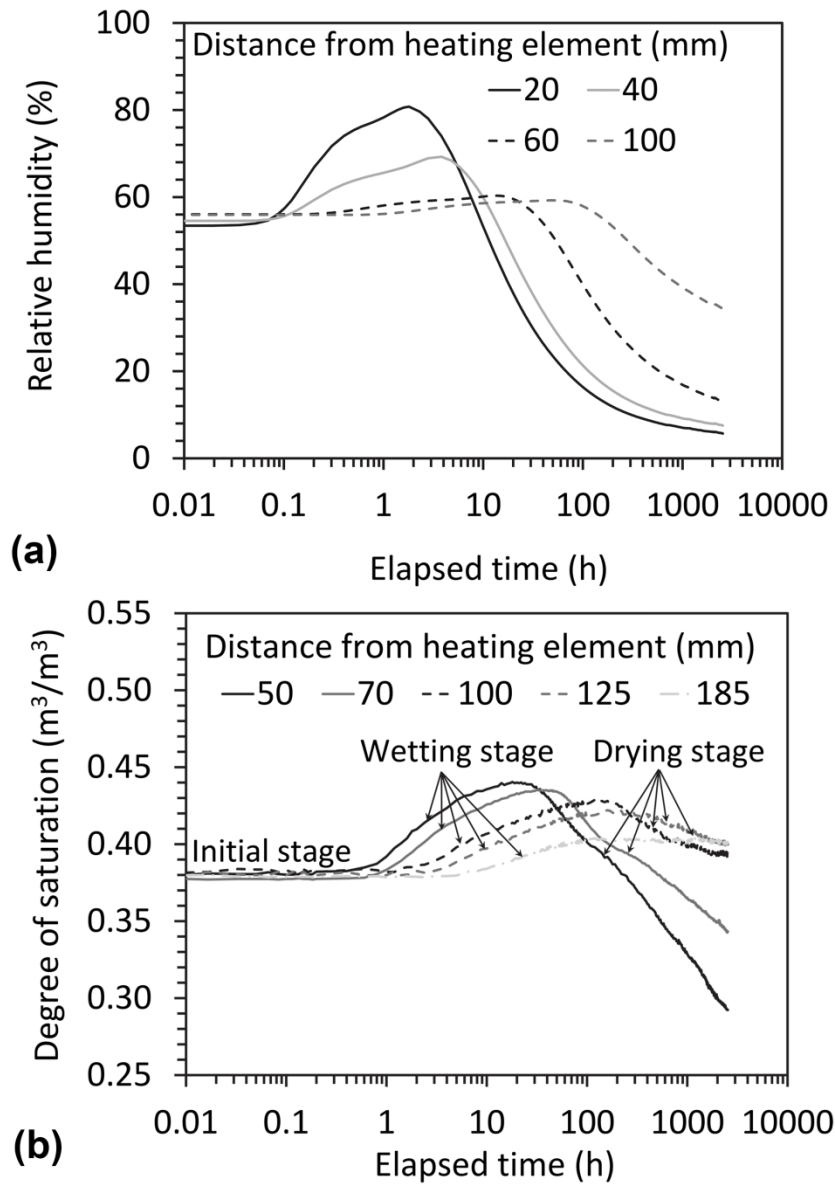 Relative humidity (%)
100
80
60
40
20
0
Distance from heating element (mm)
20 40
60 100
0.01 0.1 1 10 100 1000 10000
Elapsed time (h)
(a)
Degree of saturation (m³/m³)
0.55
0.50
0.45
0.40
0.35
0.30
0.25
Distance from heating element (mm)
50 70 100 125 185
Wetting stage Drying stage
Initial stage
0.01 0.1 1 10 100 1000 10000
Elapsed time (h)
(b)